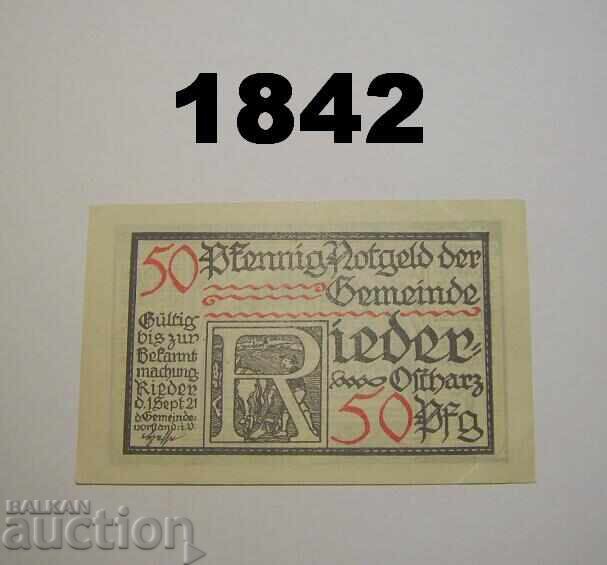 1842
50 Pfennig Notgeld der
Gemeinde
Rieder-
Ostharz
50 Pfg
Gültig
bis zur
Bekannt
machung
Rieder
d. 1. Sept 21
d. Gemeinde-
vorstand: i. V.
BALKAN
auction